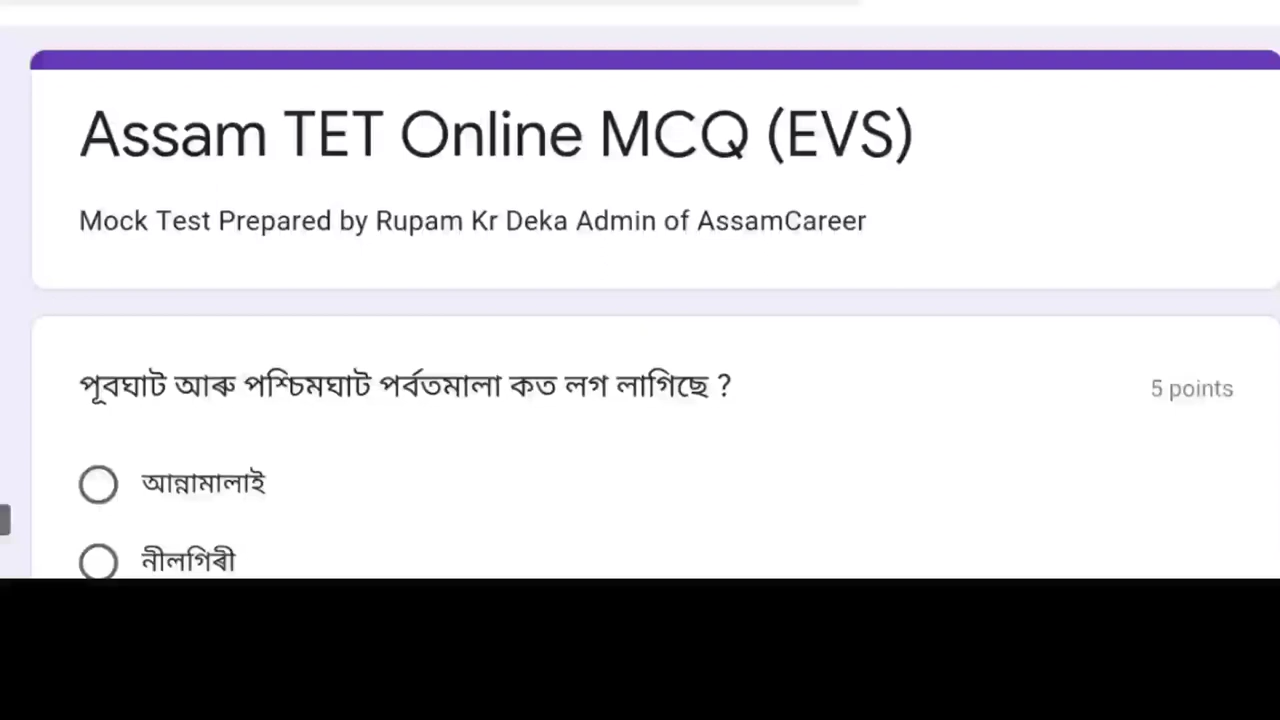 Assam TET Online MCQ (EVS)
Mock Test Prepared by Rupam Kr Deka Admin of AssamCareer
পূবঘাট আৰু পশ্চিমঘাট পৰ্বতমালা কত লগ লাগিছে ?
5 points
আন্নামালাই
নীলগিৰী